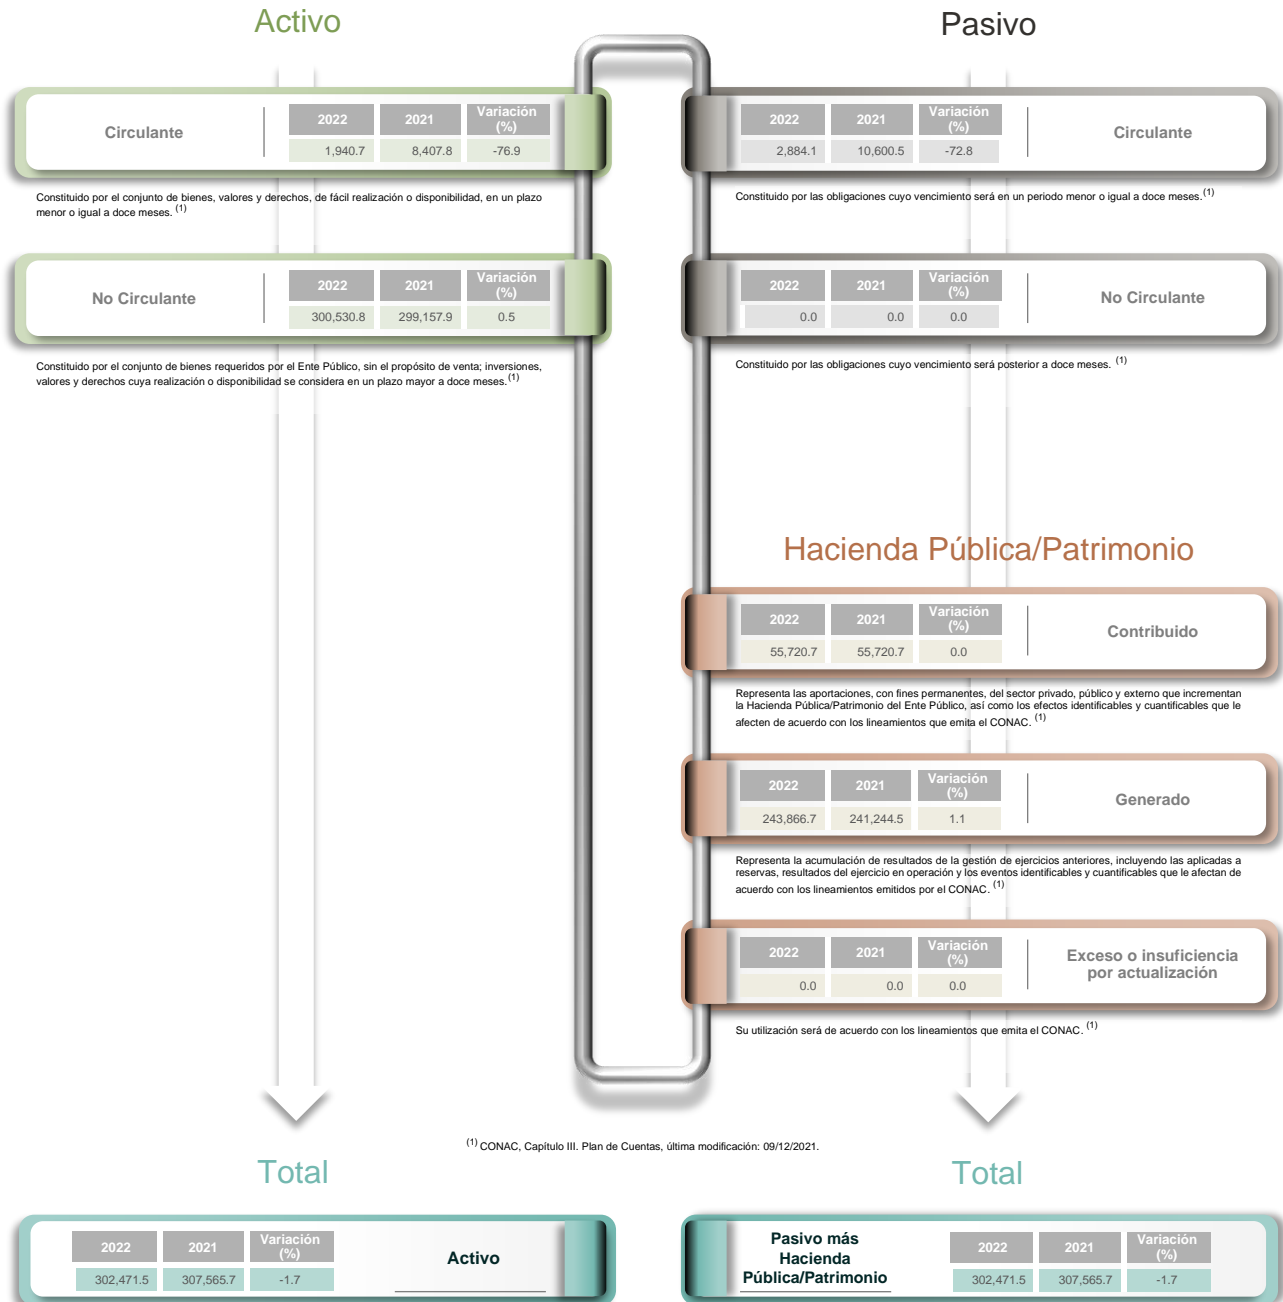 Activo
Circulante
2022 2021 Variación (%)
1,940.7 8,407.8 -76.9
Constituido por el conjunto de bienes, valores y derechos, de fácil realización o disponibilidad, en un plazo
menor o igual a doce meses. (1)
No Circulante
2022 2021 Variación (%)
300,530.8 299,157.9 0.5
Constituido por el conjunto de bienes requeridos por el Ente Público, sin el propósito de venta; inversiones,
valores y derechos cuya realización o disponibilidad se considera en un plazo mayor a doce meses. (1)
Pasivo
2022 2021 Variación (%)
2,884.1 10,600.5 -72.8
Circulante
Constituido por las obligaciones cuyo vencimiento será en un periodo menor o igual a doce meses. (1)
2022 2021 Variación (%)
0.0 0.0 0.0
No Circulante
Constituido por las obligaciones cuyo vencimiento será posterior a doce meses. (1)
Hacienda Pública/Patrimonio
2022 2021 Variación (%)
55,720.7 55,720.7 0.0
Contribuido
Representa las aportaciones, con fines permanentes, del sector privado, público y externo que incrementan
la Hacienda Pública/Patrimonio del Ente Público, así como los efectos identificables y cuantificables que le
afecten de acuerdo con los lineamientos que emita el CONAC. (1)
2022 2021 Variación (%)
243,866.7 241,244.5 1.1
Generado
Representa la acumulación de resultados de la gestión de ejercicios anteriores, incluyendo las aplicadas a
reservas, resultados del ejercicio en operación y los eventos identificables y cuantificables que le afectan de
acuerdo con los lineamientos emitidos por el CONAC. (1)
2022 2021 Variación (%)
0.0 0.0 0.0
Exceso o insuficiencia
por actualización
Su utilización será de acuerdo con los lineamientos que emita el CONAC. (1)
(1) CONAC, Capítulo III. Plan de Cuentas, última modificación: 09/12/2021.
Total
2022 2021 Variación (%)
302,471.5 307,565.7 -1.7
Activo
Total
Pasivo más
Hacienda
Pública/Patrimonio
2022 2021 Variación (%)
302,471.5 307,565.7 -1.7